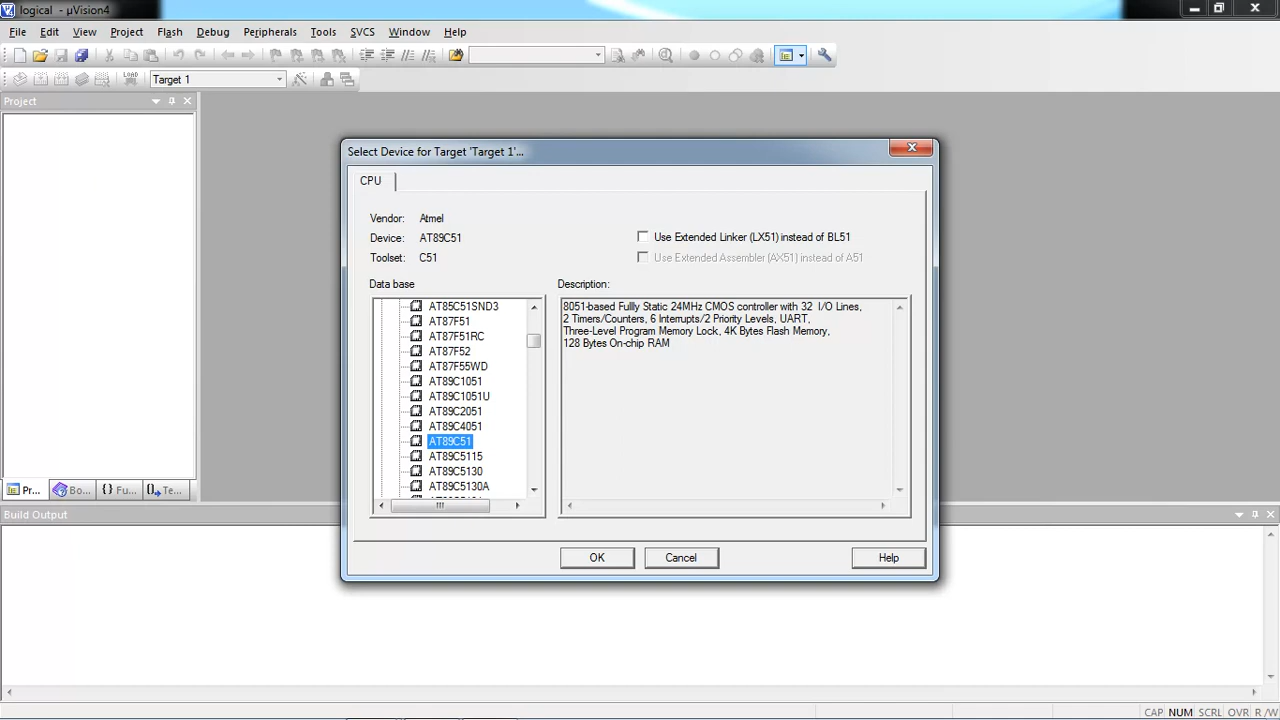 logical - µVision4
File Edit View Project Flash Debug Peripherals Tools SVCS Window Help
LOAD Target 1
Project
Select Device for Target 'Target 1'...
CPU
Vendor: Atmel
Device: AT89C51
Toolset: C51
Use Extended Linker (LX51) instead of BL51
Use Extended Assembler (AX51) instead of A51
Data base
AT85C51SND3
AT87F51
AT87F51RC
AT87F52
AT87F55WD
AT89C1051
AT89C1051U
AT89C2051
AT89C4051
AT89C51
AT89C5115
AT89C5130
AT89C5130A
Description:
8051-based Fullly Static 24MHz CMOS controller with 32 I/O Lines,
2 Timers/Counters, 6 Interrupts/2 Priority Levels, UART,
Three-Level Program Memory Lock, 4K Bytes Flash Memory,
128 Bytes On-chip RAM
OK Cancel Help
Pr... Bo... {} Fu... Te...
Build Output
CAP NUM SCRL OVR R/W